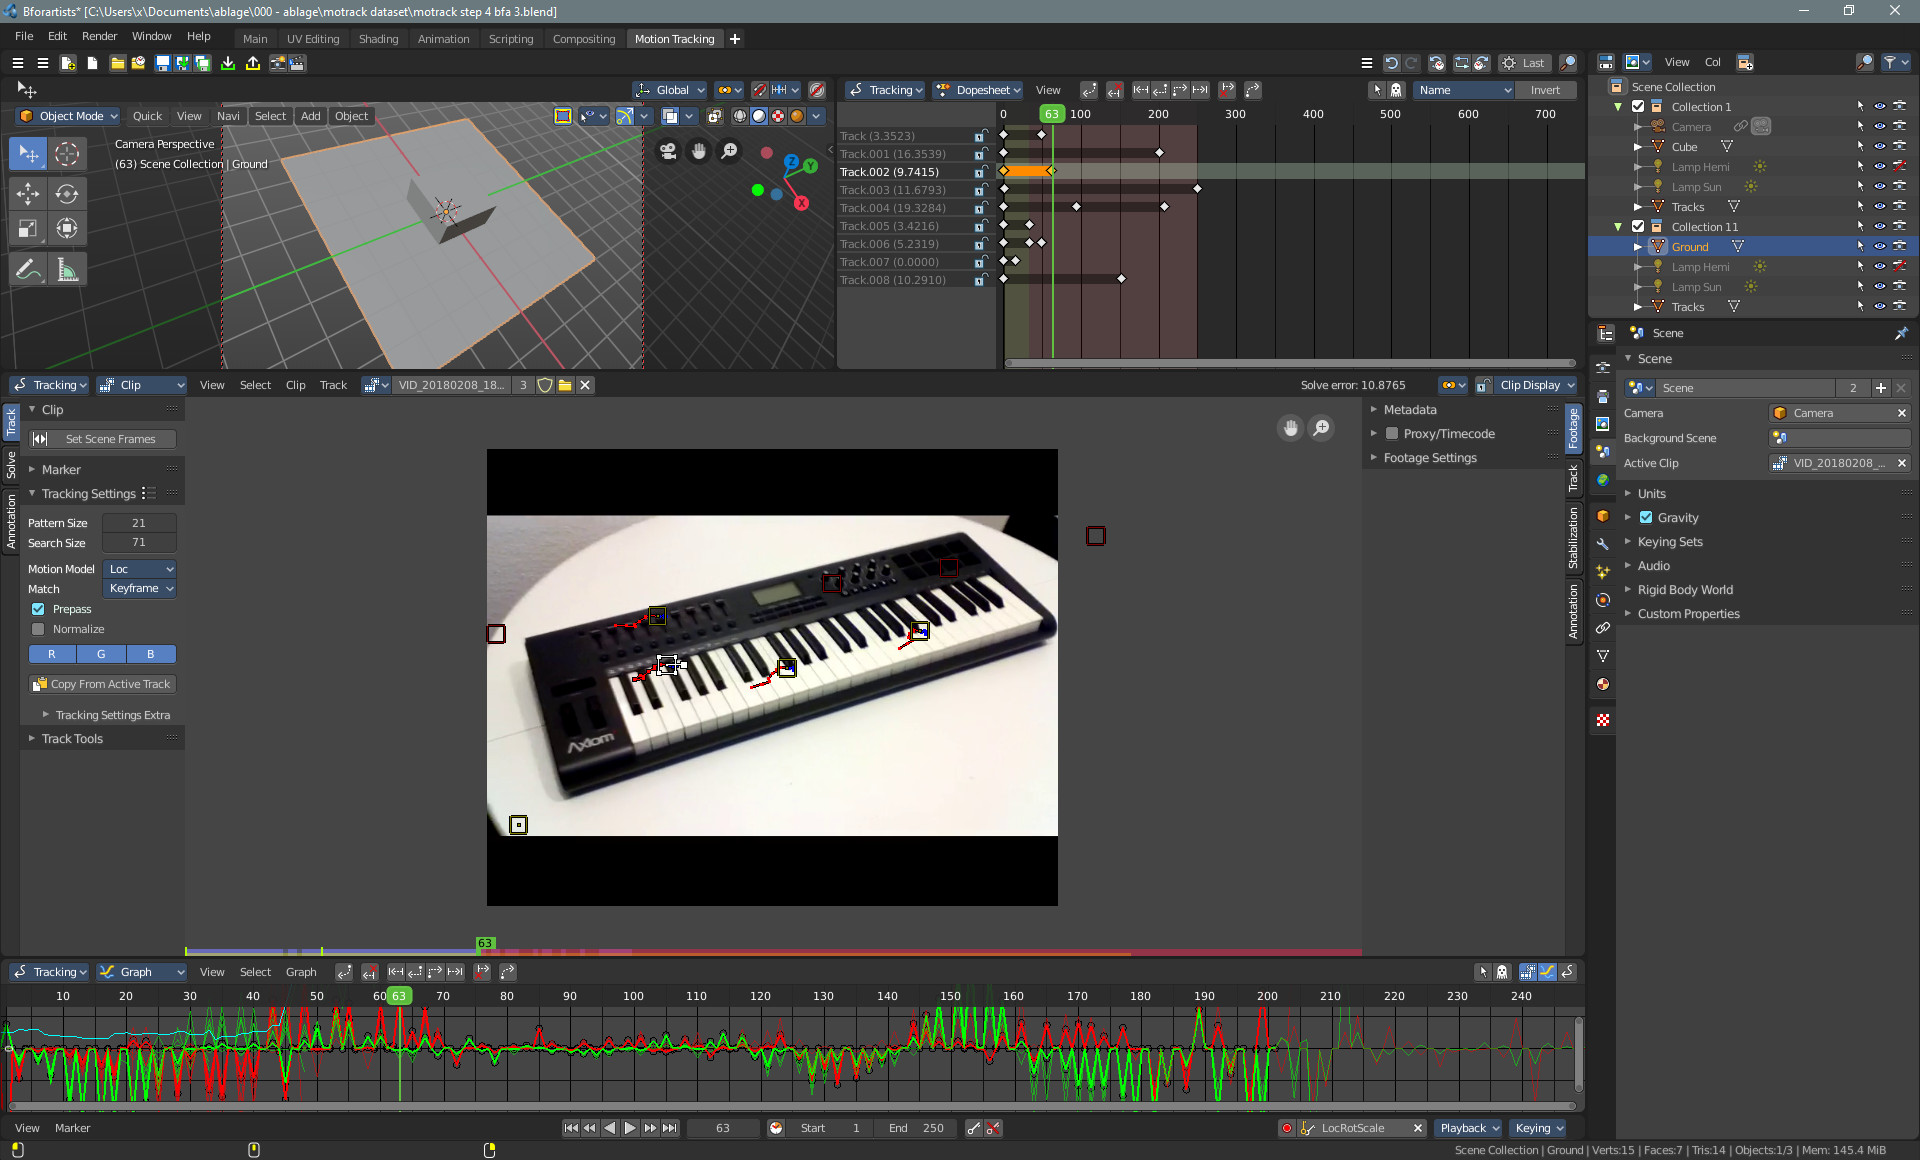 Bforartists* [C:\Users\x\Documents\ablage\000 - ablage\motrack dataset\motrack step 4 bfa 3.blend]
File Edit Render Window Help
Main UV Editing Shading Animation Scripting Compositing Motion Tracking
Last
View Col
Global
Tracking Dopesheet View Name Invert
Object Mode Quick View Navi Select Add Object
Camera Perspective
(63) Scene Collection | Ground
Z Y X
0 63 100 200 300 400 500 600 700
Track (3.3523)
Track.001 (16.3539)
Track.002 (9.7415)
Track.003 (11.6793)
Track.004 (19.3284)
Track.005 (3.4216)
Track.006 (5.2319)
Track.007 (0.0000)
Track.008 (10.2910)
Scene Collection
Collection 1
Camera
Cube
Lamp Hemi
Lamp Sun
Tracks
Collection 11
Ground
Lamp Hemi
Lamp Sun
Tracks
Scene
Scene
Scene 2
Camera Camera
Background Scene
Active Clip VID_20180208_...
Units
Gravity
Keying Sets
Audio
Rigid Body World
Custom Properties
Tracking Clip View Select Clip Track VID_20180208_18... 3 Solve error: 10.8765 Clip Display
Track
Solve
Annotation
Clip
Set Scene Frames
Marker
Tracking Settings
Pattern Size 21
Search Size 71
Motion Model Loc
Match Keyframe
Prepass
Normalize
R G B
Copy From Active Track
Tracking Settings Extra
Track Tools
Axiom
Metadata
Proxy/Timecode
Footage Settings
Footage
Track
Stabilization
Annotation
63
Tracking Graph View Select Graph
10 20 30 40 50 60 63 70 80 90 100 110 120 130 140 150 160 170 180 190 200 210 220 230 240
View Marker 63 Start 1 End 250 LocRotScale Playback Keying
Scene Collection | Ground | Verts:15 | Faces:7 | Tris:14 | Objects:1/3 | Mem: 145.4 MiB